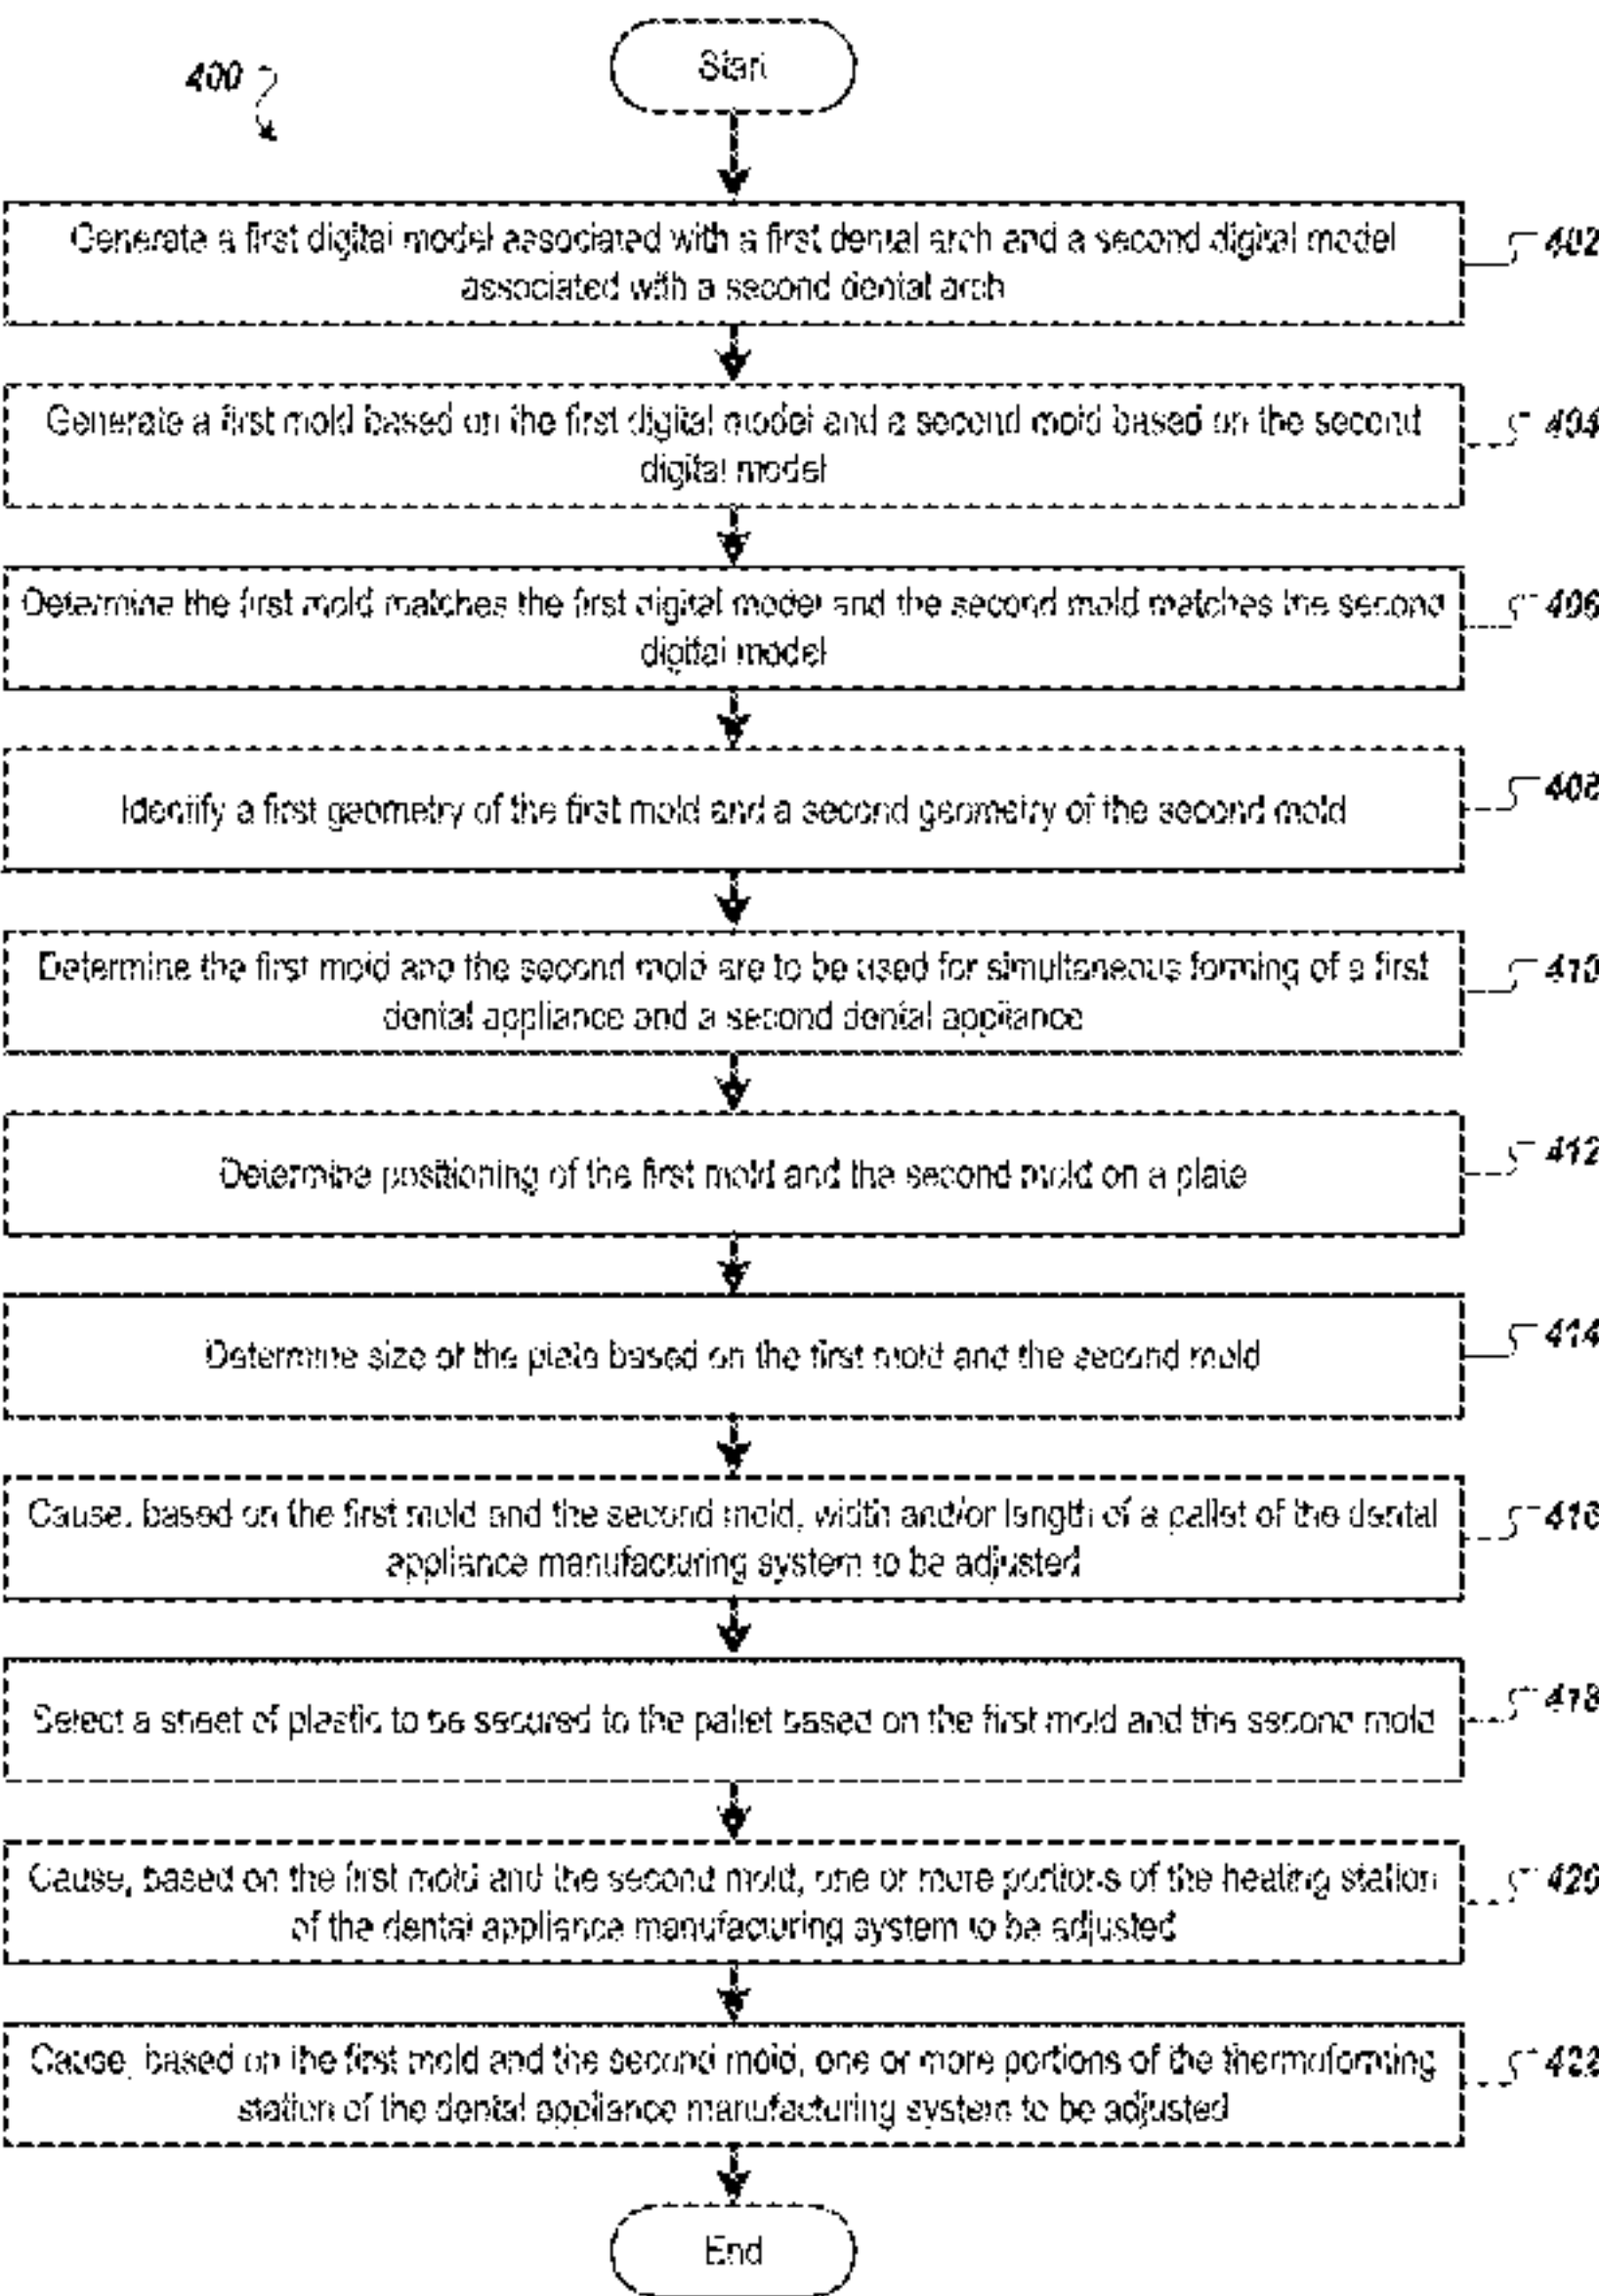 400
Start
Generate a first digital model associated with a first dental arch and a second digital model
associated with a second dental arch
402
Generate a first mold based on the first digital model and a second mold based on the second
digital model
404
Determine the first mold matches the first digital model and the second mold matches the second
digital model
406
Identify a first geometry of the first mold and a second geometry of the second mold
408
Determine the first mold and the second mold are to be used for simultaneous forming of a first
dental appliance and a second dental appliance
410
Determine positioning of the first mold and the second mold on a plate
412
Determine size of the plate based on the first mold and the second mold
414
Cause, based on the first mold and the second mold, width and/or length of a pallet of the dental
appliance manufacturing system to be adjusted
416
Select a sheet of plastic to be secured to the pallet based on the first mold and the second mold
418
Cause, based on the first mold and the second mold, one or more portions of the heating station
of the dental appliance manufacturing system to be adjusted
420
Cause, based on the first mold and the second mold, one or more portions of the thermoforming
station of the dental appliance manufacturing system to be adjusted
422
End